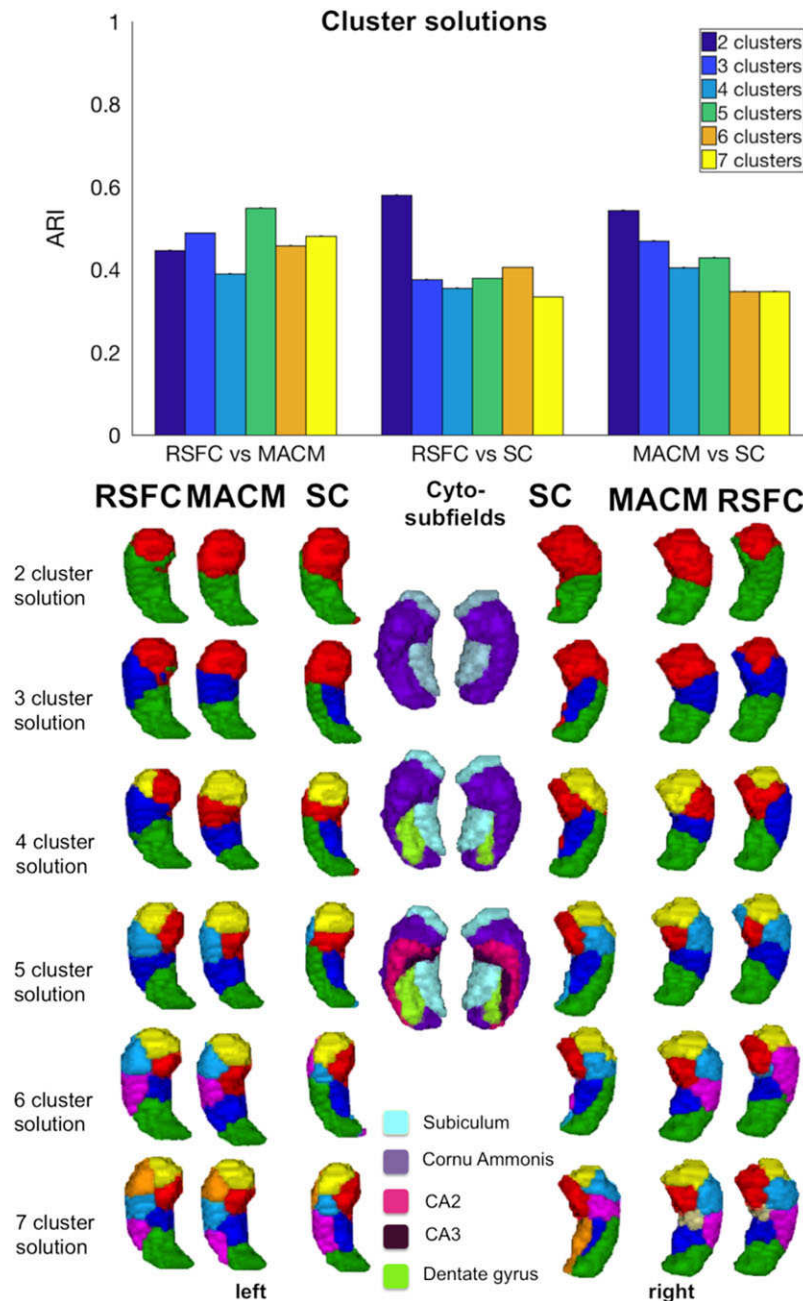 Cluster solutions
1
0.8
0.6
0.4
0.2
0
ARI
2 clusters
3 clusters
4 clusters
5 clusters
6 clusters
7 clusters
RSFC vs MACM
RSFC vs SC
MACM vs SC
RSFC MACM SC
Cyto-
subfields
SC MACM RSFC
2 cluster
solution
3 cluster
solution
4 cluster
solution
5 cluster
solution
6 cluster
solution
7 cluster
solution
Subiculum
Cornu Ammonis
CA2
CA3
Dentate gyrus
left
right